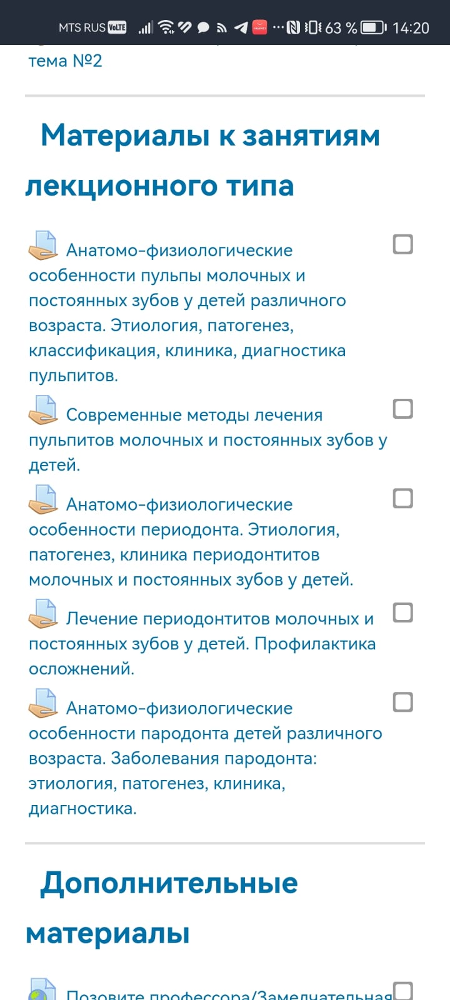 MTS RUS VoLTE 63 % 14:20
тема №2
Материалы к занятиям
лекционного типа
Анатомо-физиологические
особенности пульпы молочных и
постоянных зубов у детей различного
возраста. Этиология, патогенез,
классификация, клиника, диагностика
пульпитов.
Современные методы лечения
пульпитов молочных и постоянных зубов у
детей.
Анатомо-физиологические
особенности периодонта. Этиология,
патогенез, клиника периодонтитов
молочных и постоянных зубов у детей.
Лечение периодонтитов молочных и
постоянных зубов у детей. Профилактика
осложнений.
Анатомо-физиологические
особенности пародонта детей различного
возраста. Заболевания пародонта:
этиология, патогенез, клиника,
диагностика.
Дополнительные
материалы
Позовите профессора/Замедчательная